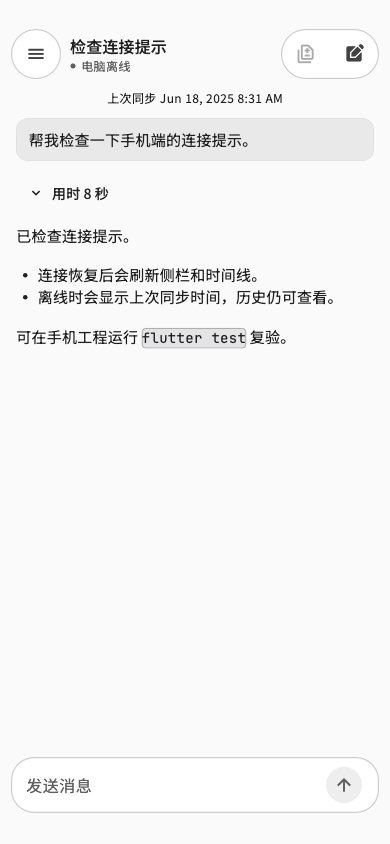 检查连接提示
电脑离线
上次同步 Jun 18, 2025 8:31 AM
帮我检查一下手机端的连接提示。
用时 8 秒
已检查连接提示。
• 连接恢复后会刷新侧栏和时间线。
• 离线时会显示上次同步时间，历史仍可查看。
可在手机工程运行 flutter test 复验。
发送消息